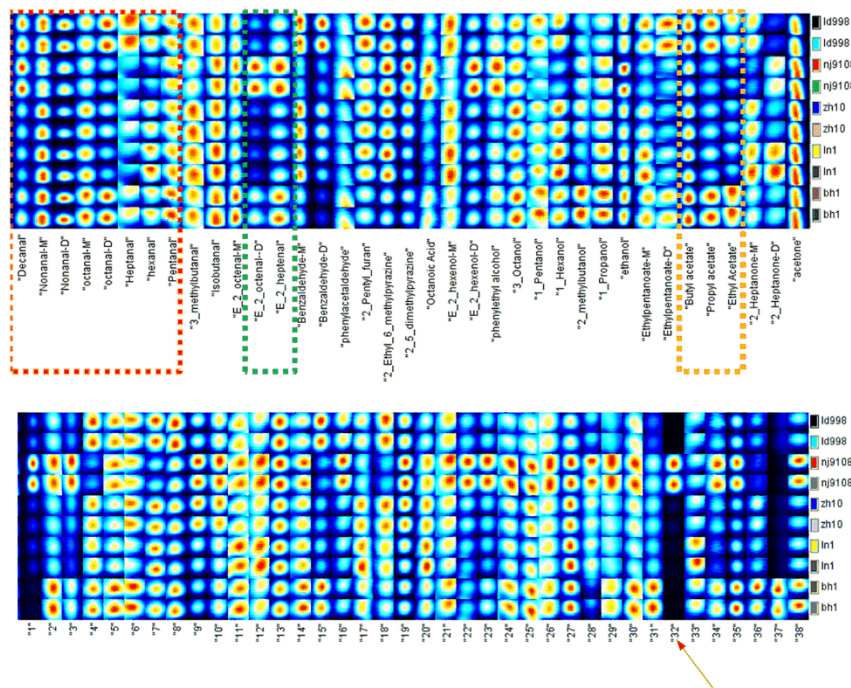 ld998
ld998
nj9108
nj9108
zh10
zh10
ln1
ln1
bh1
bh1
"Decanal"
"Nonanal-M"
"Nonanal-D"
"octanal-M"
"octanal-D"
"Heptanal"
"hexanal"
"Pentanal"
"3_methylbutanal"
"Isobutanal"
"E_2_octenal-M"
"E_2_octenal--D"
"E_2_heptenal"
"Benzaldehyde-M"
"Benzaldehyde-D"
"phenylacetaldehyde"
"2_Pentyl_furan"
"2_Ethyl_6_methylpyrazine"
"2_5_dimethylpyrazine"
"Octanoic Acid"
"E_2_hexenol-M"
"E_2_hexenol-D"
"phenylethyl alcohol"
"3_Octanol"
"1_Pentanol"
"1_Hexanol"
"2_methylbutanol"
"1_Propanol"
"ethanol"
"Ethylpentanoate-M"
"Ethylpentanoate-D"
"Butyl acetate"
"Propyl acetate"
"Ethyl Acetate"
"2_Heptanone-M"
"2_Heptanone-D"
"acetone"
ld998
ld998
nj9108
nj9108
zh10
zh10
ln1
ln1
bh1
bh1
"1"
"2"
"3"
"4"
"5"
"6"
"7"
"8"
"9"
"10"
"11"
"12"
"13"
"14"
"15"
"16"
"17"
"18"
"19"
"20"
"21"
"22"
"23"
"24"
"25"
"26"
"27"
"28"
"29"
"30"
"31"
"32"
"33"
"34"
"35"
"36"
"37"
"38"